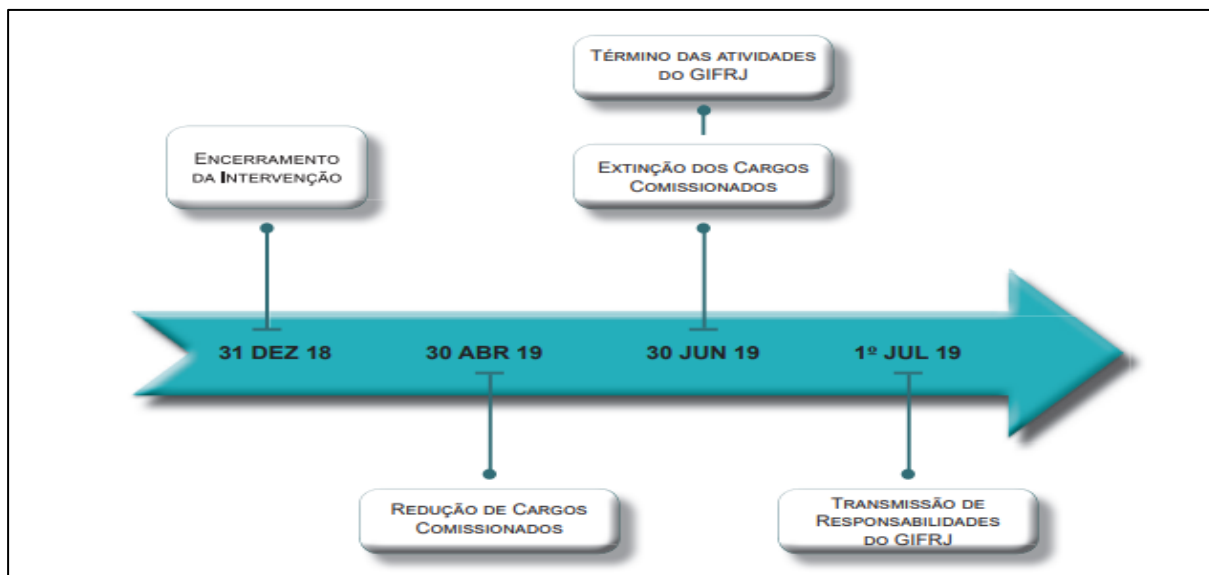 TÉRMINO DAS ATIVIDADES
DO GIFRJ
ENCERRAMENTO
DA INTERVENÇÃO
EXTINÇÃO DOS CARGOS
COMISSIONADOS
31 DEZ 18
30 ABR 19
30 JUN 19
1º JUL 19
REDUÇÃO DE CARGOS
COMISSIONADOS
TRANSMISSÃO DE
RESPONSABILIDADES
DO GIFRJ